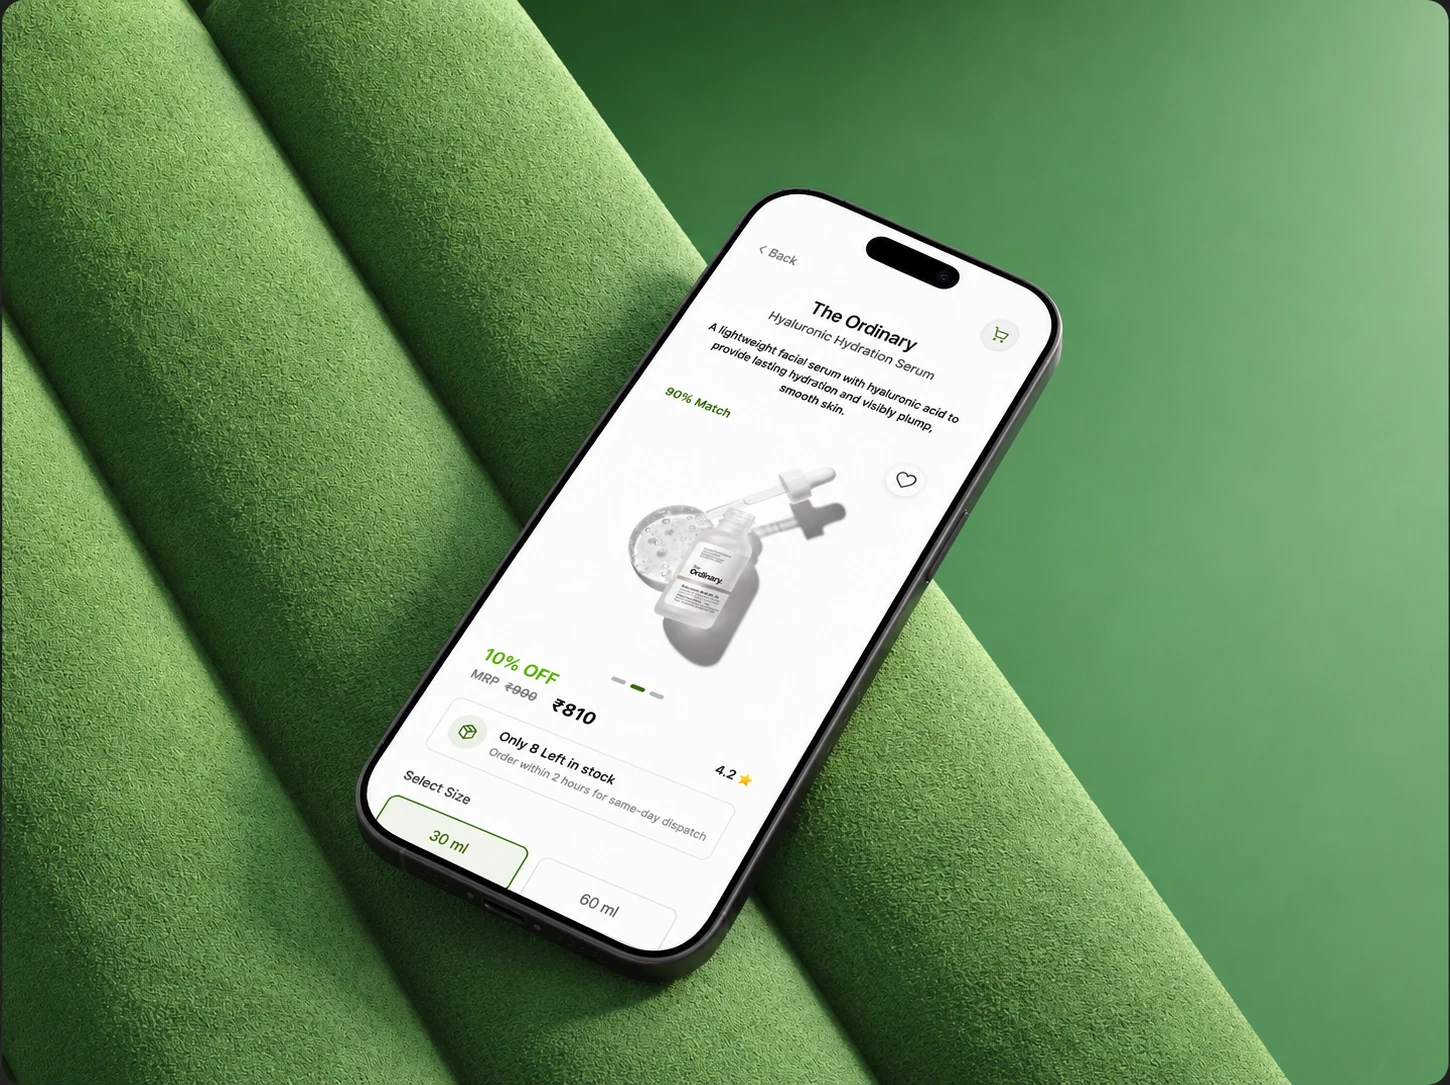 Back
The Ordinary
Hyaluronic Hydration Serum
A lightweight facial serum with hyaluronic acid to
provide lasting hydration and visibly plump,
smooth skin.
90% Match
The
Ordinary.
10% OFF
MRP ₹900 ₹810
Only 8 Left in stock
Order within 2 hours for same-day dispatch
4.2
Select Size
30 ml
60 ml